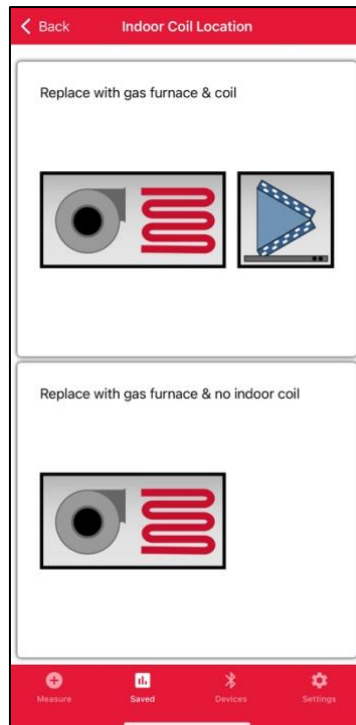 Back
Indoor Coil Location
Replace with gas furnace & coil
Replace with gas furnace & no indoor coil
Measure
Saved
Devices
Settings